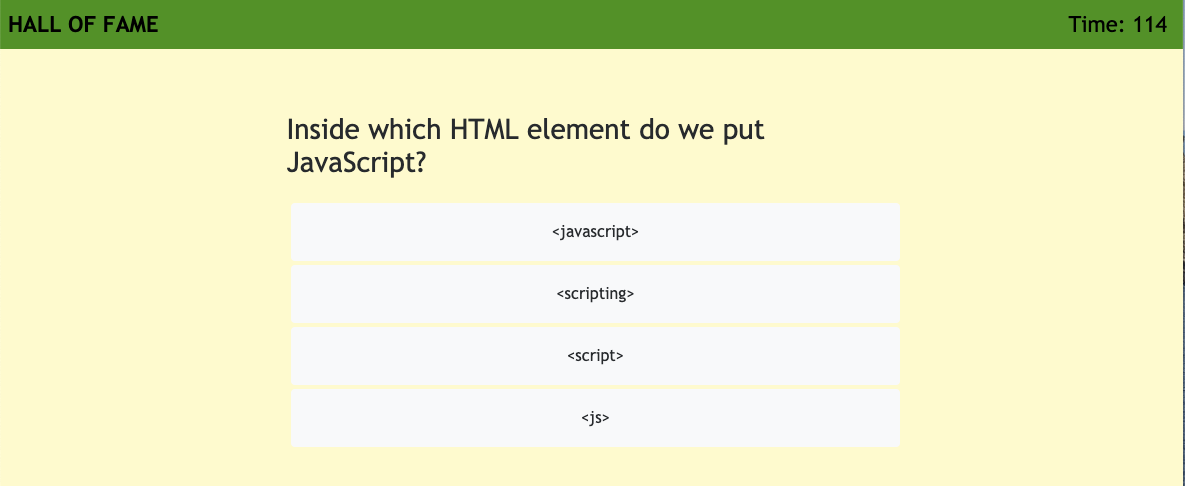 HALL OF FAME
Time: 114
Inside which HTML element do we put
JavaScript?
<javascript>
<scripting>
<script>
<js>